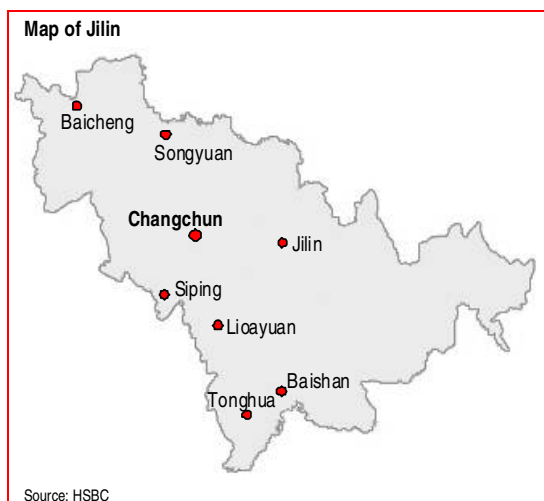 Map of Jilin
Baicheng
Songyuan
Changchun
Jilin
Siping
Lioayuan
Baishan
Tonghua
Source: HSBC